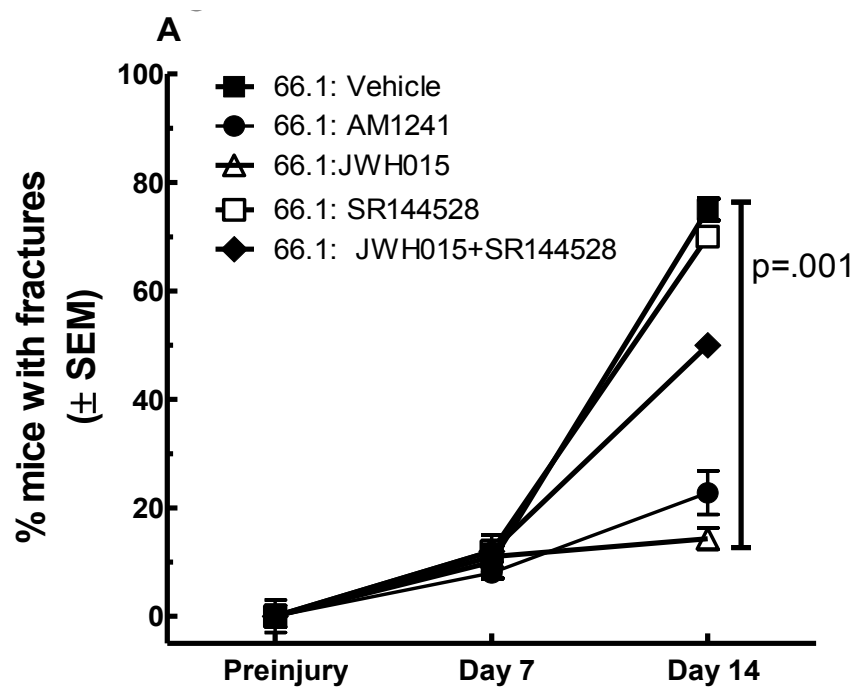 A
% mice with fractures
(± SEM)
100
80
60
40
20
0
66.1: Vehicle
66.1: AM1241
66.1:JWH015
66.1: SR144528
66.1: JWH015+SR144528
p=.001
Preinjury
Day 7
Day 14